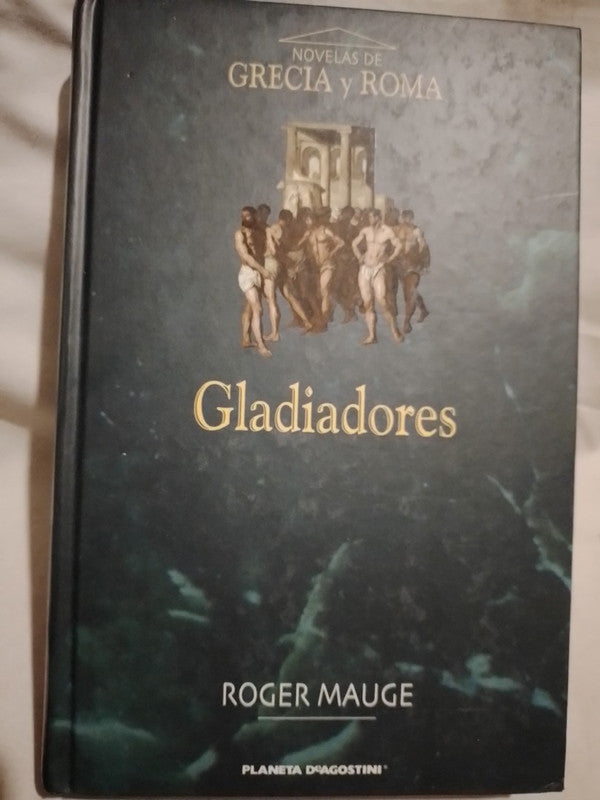 NOVELAS DE
GRECIA y ROMA
Gladiadores
ROGER MAUGE
PLANETA DeAGOSTINI®